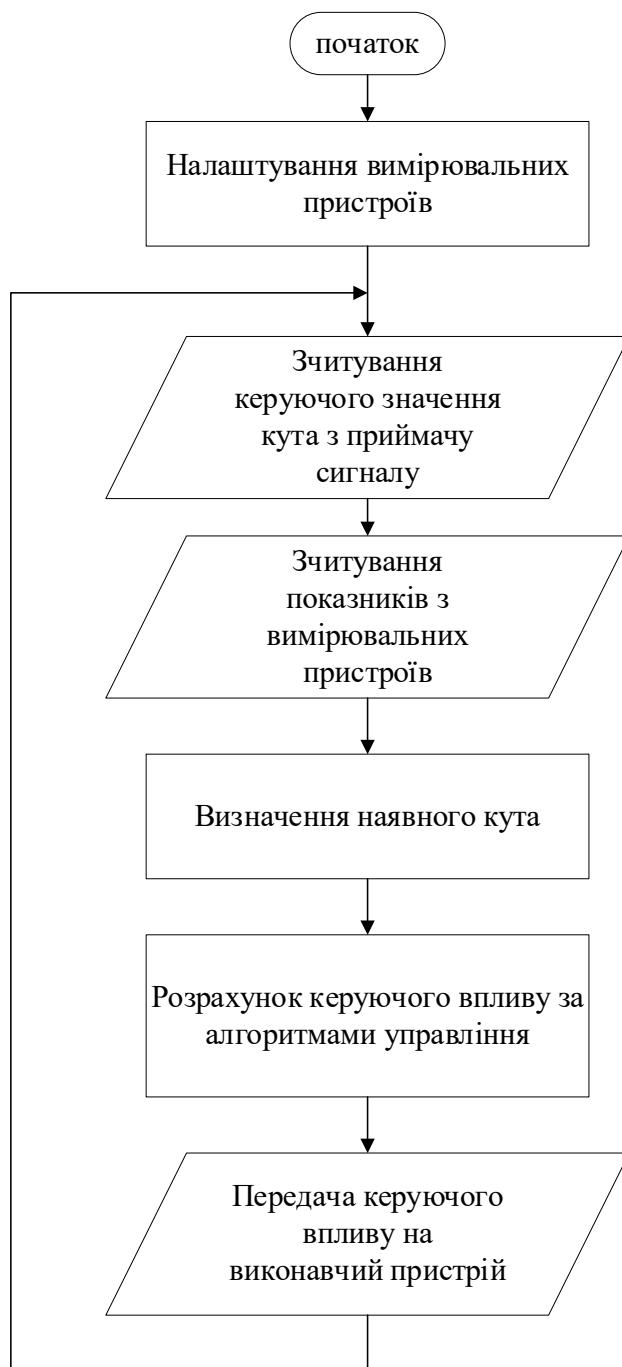 початок
Налаштування вимірювальних
пристроїв
Зчитування
керуючого значення
кута з приймачу
сигналу
Зчитування
показників з
вимірювальних
пристроїв
Визначення наявного кута
Розрахунок керуючого впливу за
алгоритмами управління
Передача керуючого
впливу на
виконавчий пристрій